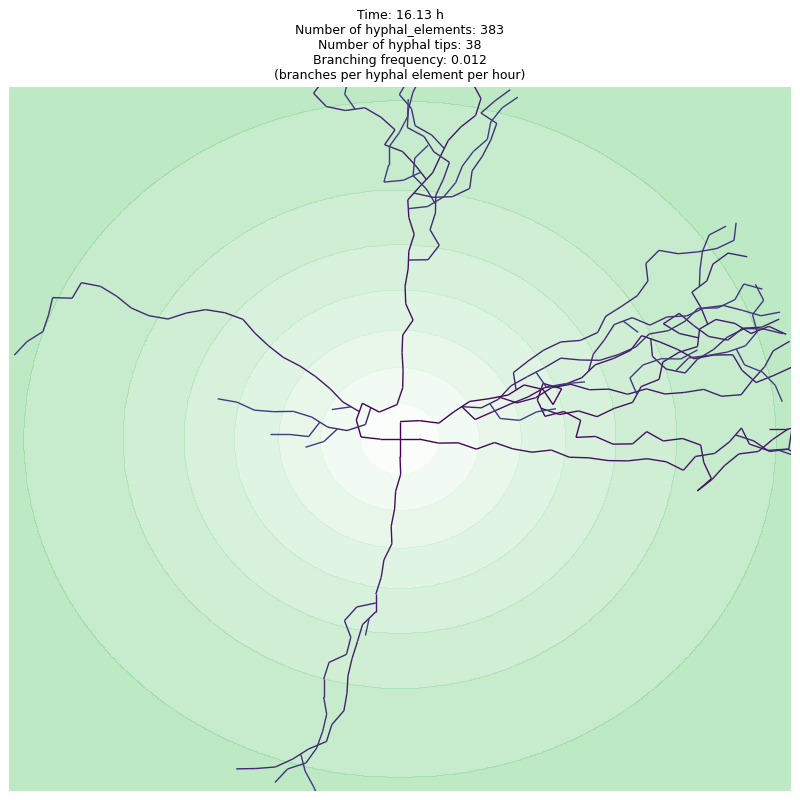 Time: 16.13 h
Number of hyphal_elements: 383
Number of hyphal tips: 38
Branching frequency: 0.012
(branches per hyphal element per hour)